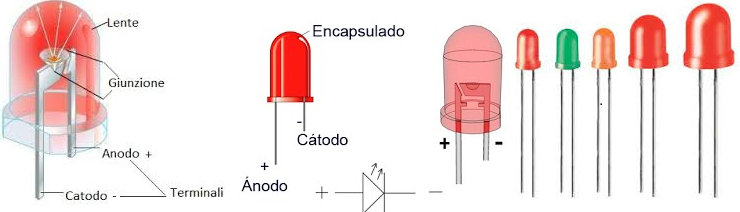 Lente
Giunzione
Anodo +
Catodo -
Terminali
Encapsulado
-
Cátodo
+
Ánodo
+
-
+
-